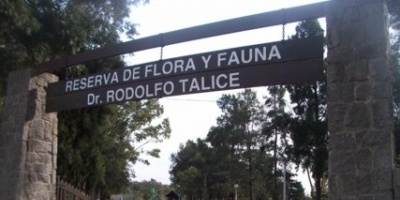 RESERVA DE FLORA Y FAUNA
Dr. RODOLFO TALICE